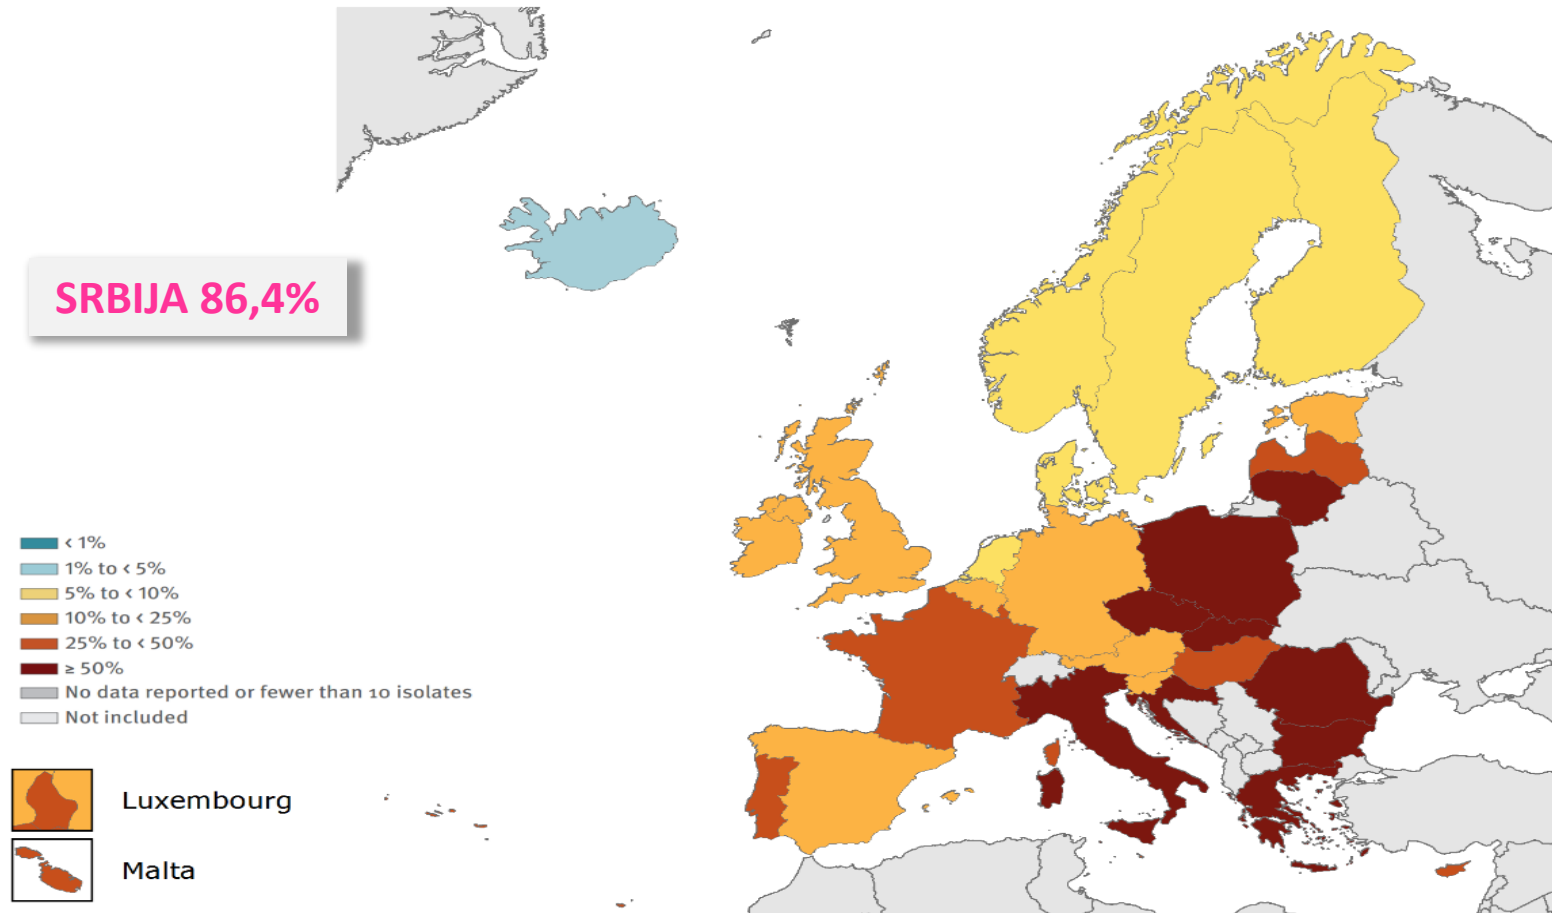 SRBIJA 86,4%
‹ 1%
1% to ‹ 5%
5% to ‹ 10%
10% to ‹ 25%
25% to ‹ 50%
≥ 50%
No data reported or fewer than 10 isolates
Not included
Luxembourg
Malta